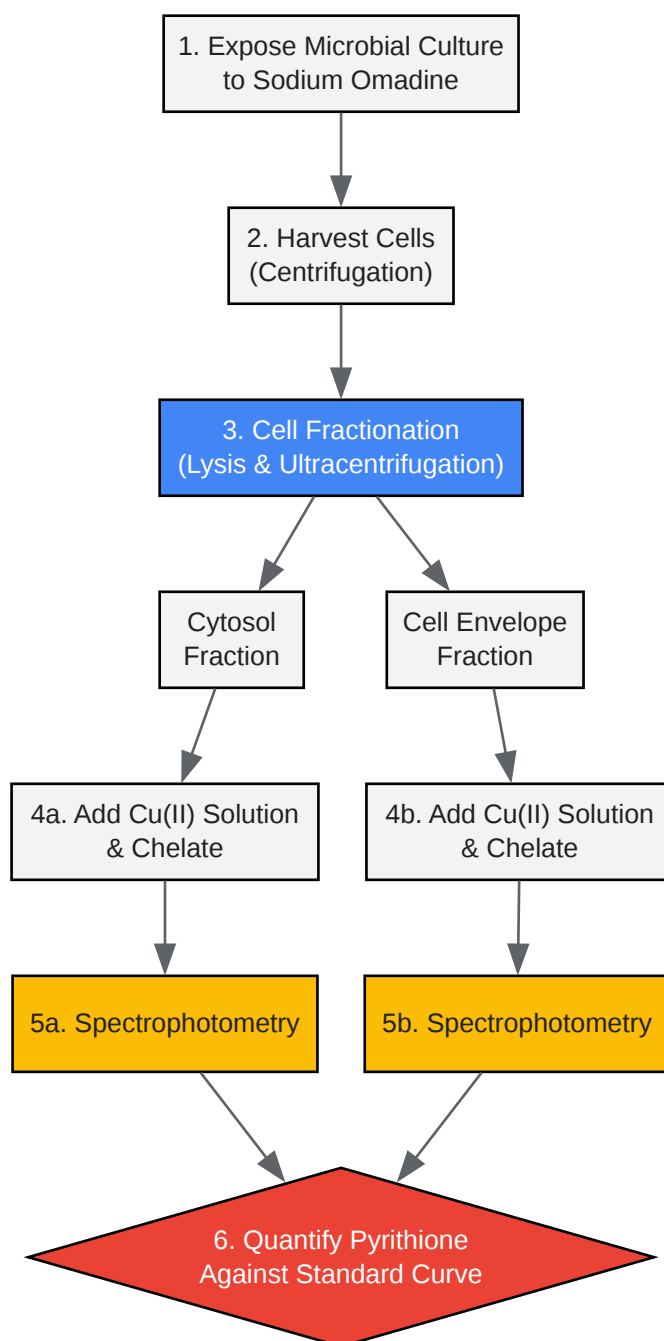 1. Expose Microbial Culture
to Sodium Omadine
2. Harvest Cells
(Centrifugation)
3. Cell Fractionation
(Lysis & Ultracentrifugation)
Cytosol
Fraction
Cell Envelope
Fraction
4a. Add Cu(II) Solution
& Chelate
4b. Add Cu(II) Solution
& Chelate
5a. Spectrophotometry
5b. Spectrophotometry
6. Quantify Pyrithione
Against Standard Curve